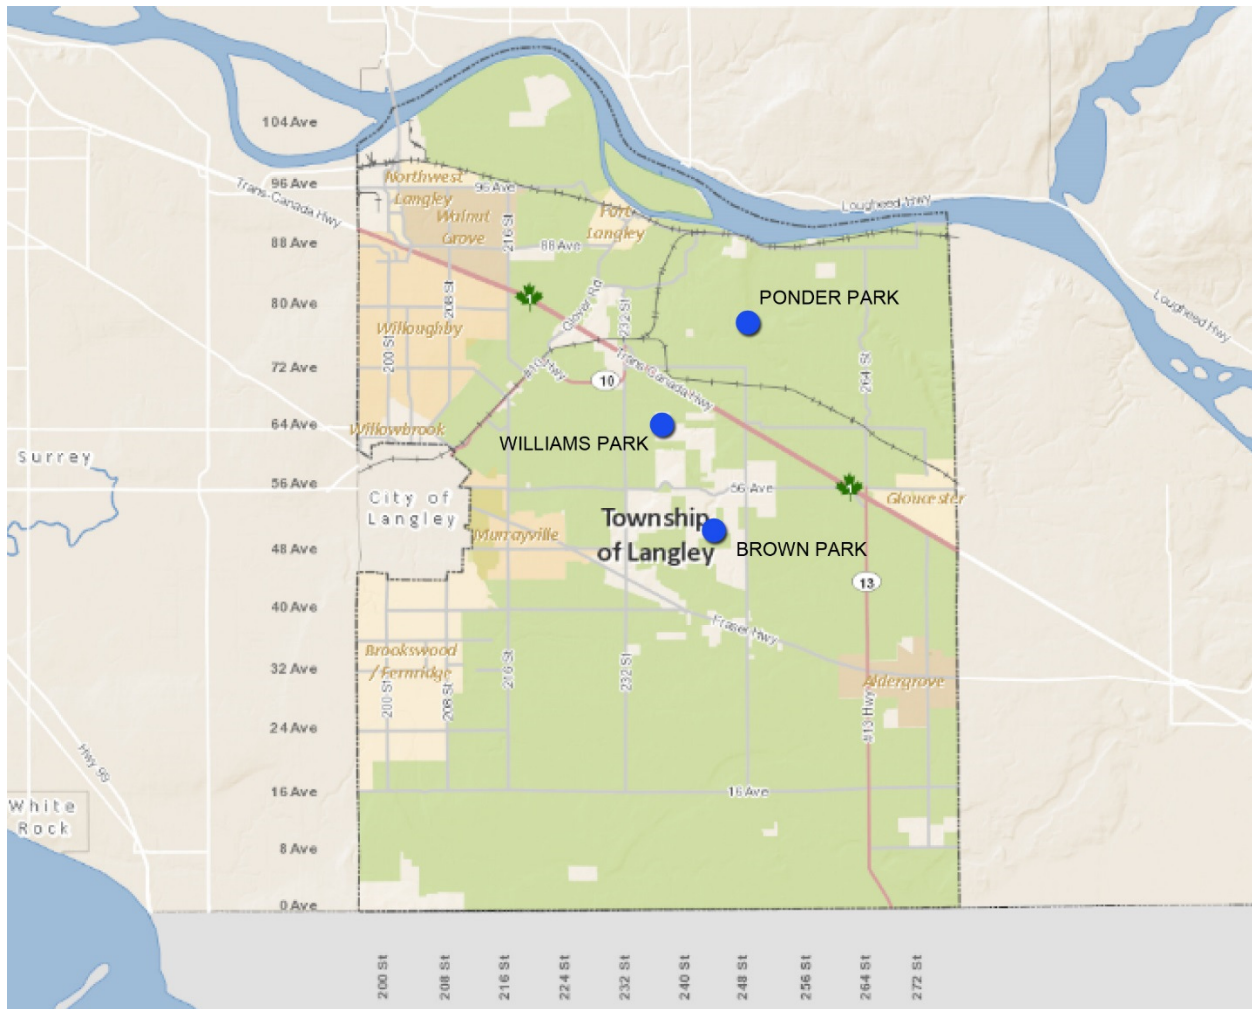 104 Ave
Northwest
Langley
96 Ave
96 Ave
Trans-Canada Hwy
Lougheed Hwy
Walnut
Grove
216 St
Fort
Langley
88 Ave
88 Ave
1
80 Ave
208 St
Glover Rd
232 St
PONDER PARK
Lougheed Hwy
Willoughby
200 St
72 Ave
#10 Hwy
10
Trans-Canada Hwy
264 St
64 Ave
Willowbrook
WILLIAMS PARK
Surrey
56 Ave
City of
Langley
56 Ave
1
Gloucester
Township
of Langley
Murrayville
BROWN PARK
48 Ave
13
40 Ave
Fraser Hwy
Brookswood
/ Fernridge
32 Ave
216 St
232 St
Aldergrove
200 St
208 St
#13 Hwy
24 Ave
Hwy 99
16 Ave
16 Ave
White
Rock
8 Ave
0 Ave
200 St
208 St
216 St
224 St
232 St
240 St
248 St
256 St
264 St
272 St